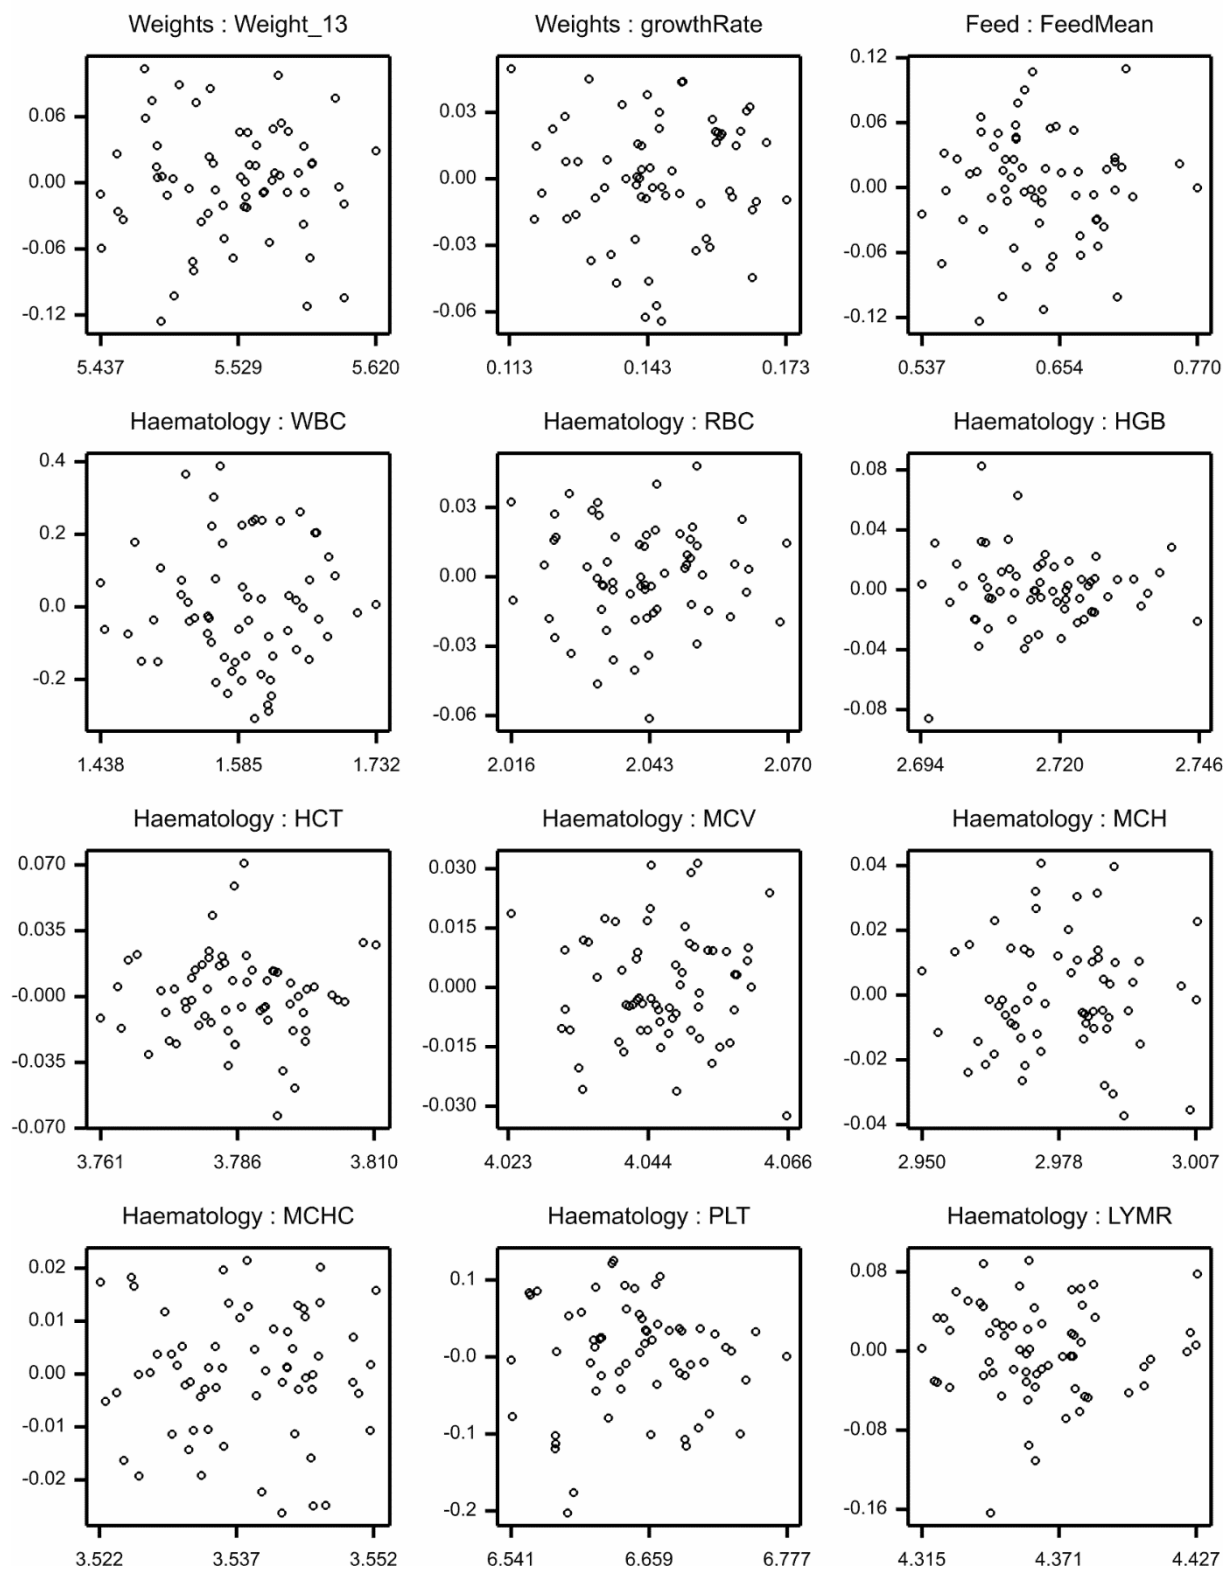 Weights : Weight_13 Weights : growthRate Feed : FeedMean
0.06 0.00 -0.06 -0.12
0.03 0.00 -0.03 -0.06
0.12 0.06 0.00 -0.06 -0.12
5.437 5.529 5.620 0.113 0.143 0.173 0.537 0.654 0.770
Haematology : WBC Haematology : RBC Haematology : HGB
0.4 0.2 0.0 -0.2
0.03 0.00 -0.03 -0.06
0.08 0.04 0.00 -0.04 -0.08
1.438 1.585 1.732 2.016 2.043 2.070 2.694 2.720 2.746
Haematology : HCT Haematology : MCV Haematology : MCH
0.070 0.035 -0.000 -0.035 -0.070
0.030 0.015 0.000 -0.015 -0.030
0.04 0.02 0.00 -0.02 -0.04
3.761 3.786 3.810 4.023 4.044 4.066 2.950 2.978 3.007
Haematology : MCHC Haematology : PLT Haematology : LYMR
0.02 0.01 0.00 -0.01 -0.02
0.1 -0.0 -0.1 -0.2
0.08 0.00 -0.08 -0.16
3.522 3.537 3.552 6.541 6.659 6.777 4.315 4.371 4.427